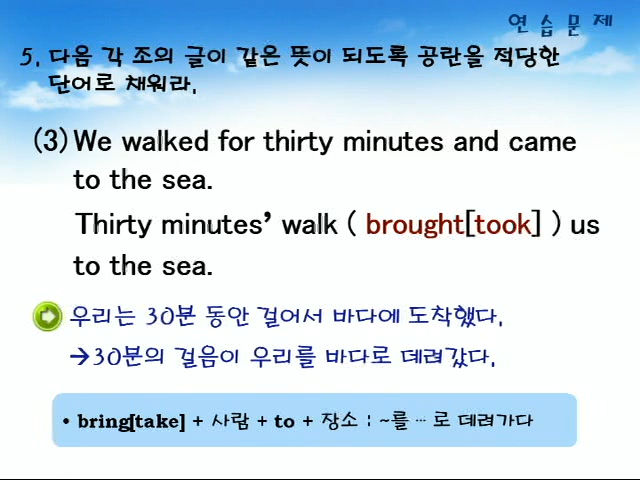 연습문제
5. 다음 각 조의 글이 같은 뜻이 되도록 공란을 적당한
단어로 채워라.
(3) We walked for thirty minutes and came
to the sea.
Thirty minutes’ walk ( brought[took] ) us
to the sea.
우리는 30분 동안 걸어서 바다에 도착했다.
→30분의 걸음이 우리를 바다로 데려갔다.
• bring[take] + 사람 + to + 장소 : ~를 … 로 데려가다